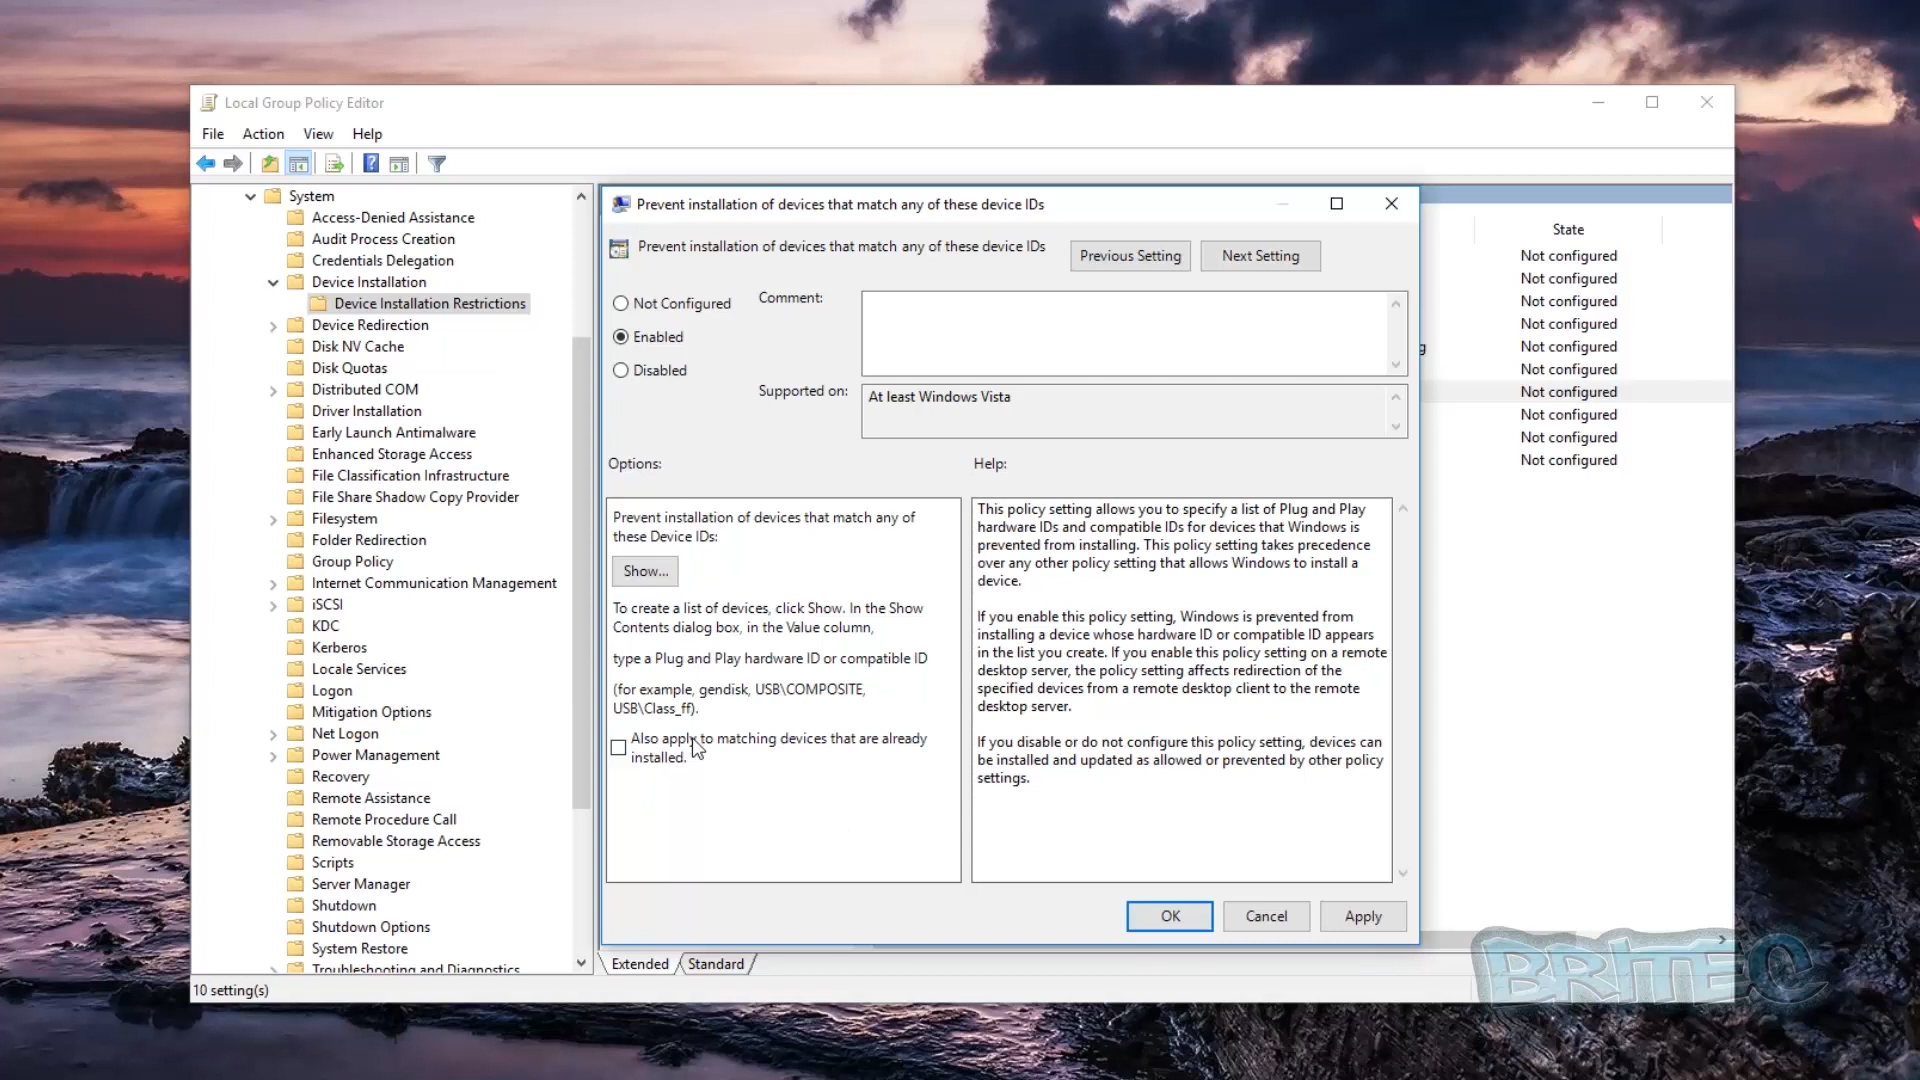 Local Group Policy Editor
File Action View Help
System
Access-Denied Assistance
Audit Process Creation
Credentials Delegation
Device Installation
Device Installation Restrictions
Device Redirection
Disk NV Cache
Disk Quotas
Distributed COM
Driver Installation
Early Launch Antimalware
Enhanced Storage Access
File Classification Infrastructure
File Share Shadow Copy Provider
Filesystem
Folder Redirection
Group Policy
Internet Communication Management
iSCSI
KDC
Kerberos
Locale Services
Logon
Mitigation Options
Net Logon
Power Management
Recovery
Remote Assistance
Remote Procedure Call
Removable Storage Access
Scripts
Server Manager
Shutdown
Shutdown Options
System Restore
Troubleshooting and Diagnostics
Prevent installation of devices that match any of these device IDs
Prevent installation of devices that match any of these device IDs
Previous Setting
Next Setting
Not Configured
Enabled
Disabled
Comment:
Supported on:
At least Windows Vista
Options:
Help:
Prevent installation of devices that match any of
these Device IDs:
Show...
To create a list of devices, click Show. In the Show
Contents dialog box, in the Value column,
type a Plug and Play hardware ID or compatible ID
(for example, gendisk, USB\COMPOSITE,
USB\Class_ff).
Also apply to matching devices that are already
installed.
This policy setting allows you to specify a list of Plug and Play
hardware IDs and compatible IDs for devices that Windows is
prevented from installing. This policy setting takes precedence
over any other policy setting that allows Windows to install a
device.
If you enable this policy setting, Windows is prevented from
installing a device whose hardware ID or compatible ID appears
in the list you create. If you enable this policy setting on a remote
desktop server, the policy setting affects redirection of the
specified devices from a remote desktop client to the remote
desktop server.
If you disable or do not configure this policy setting, devices can
be installed and updated as allowed or prevented by other policy
settings.
OK
Cancel
Apply
State
Not configured
Not configured
Not configured
Not configured
g Not configured
Not configured
Not configured
Not configured
Not configured
Not configured
Extended
Standard
10 setting(s)
BRITEC